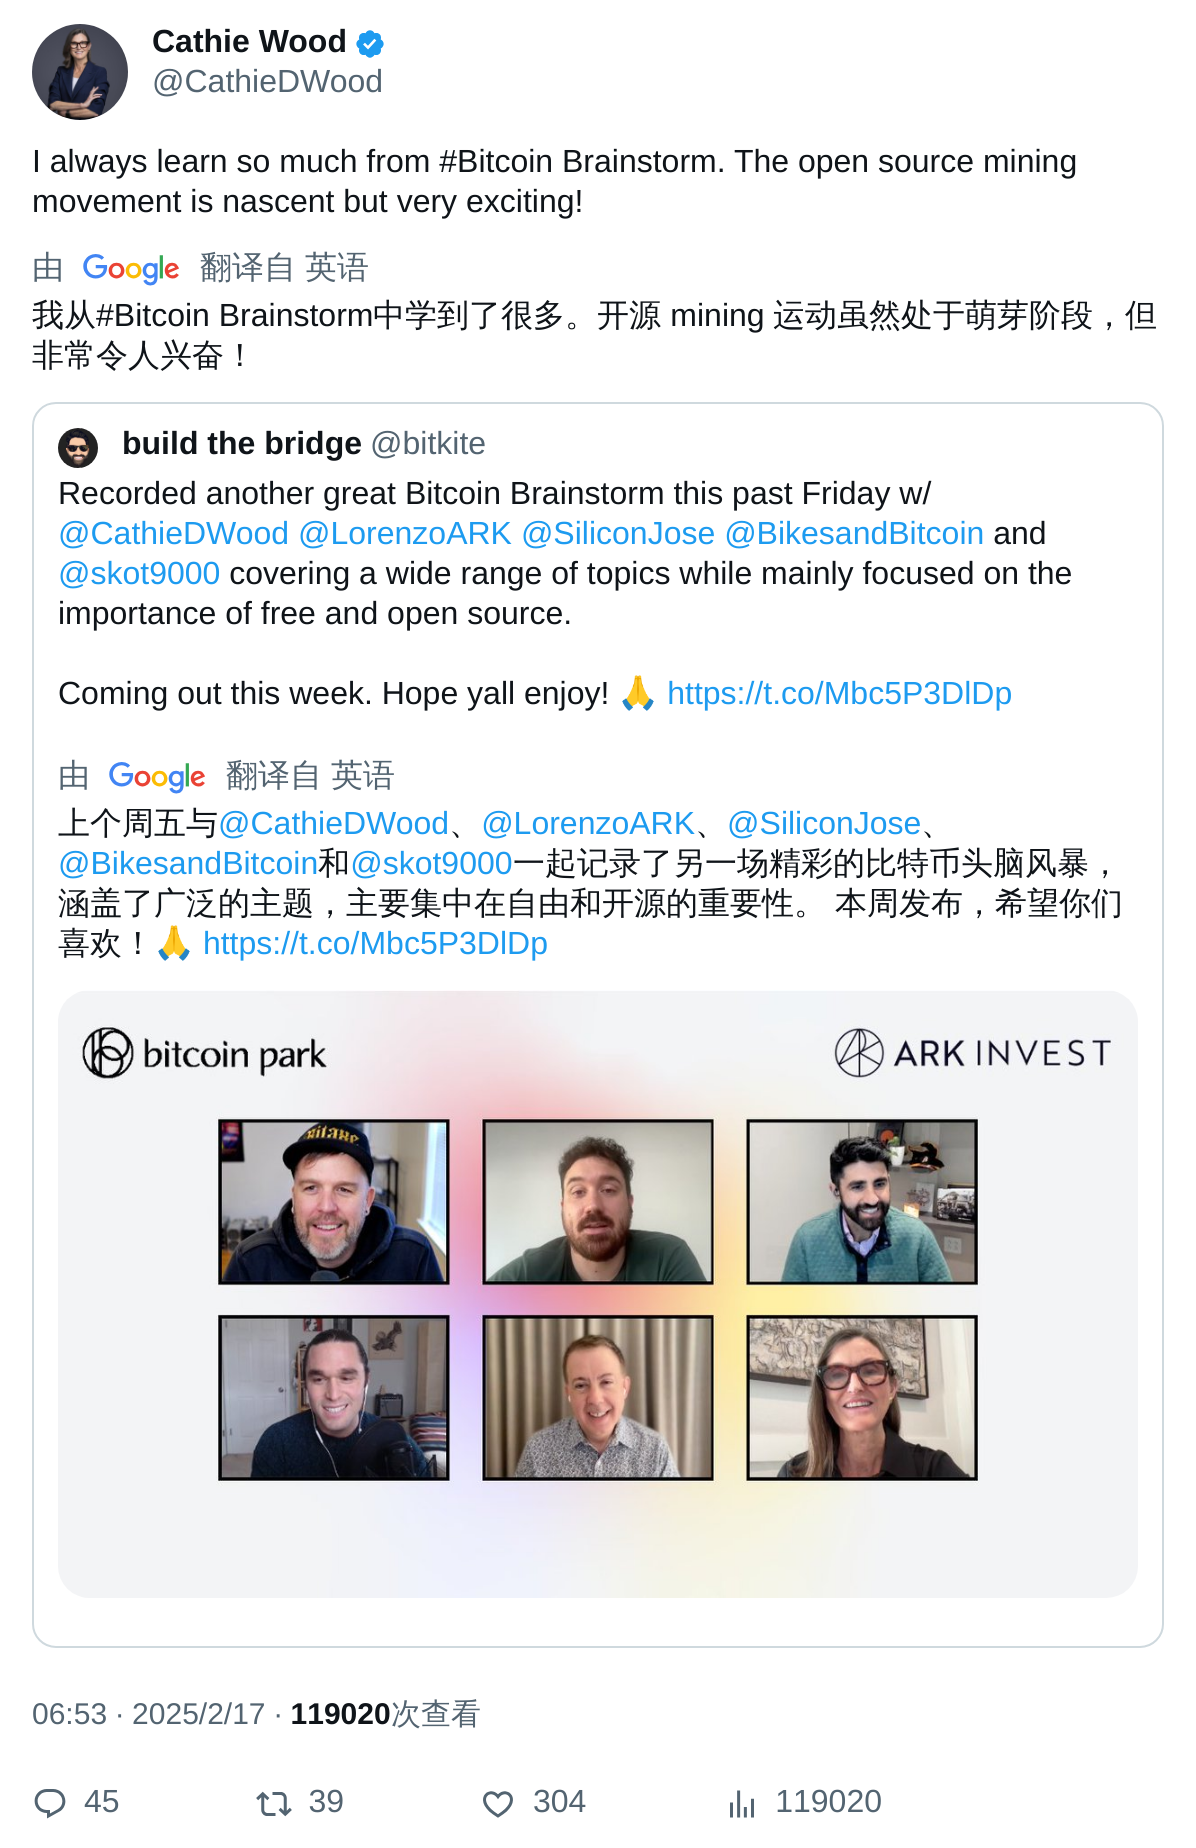 Cathie Wood
@CathieDWood
I always learn so much from #Bitcoin Brainstorm. The open source mining
movement is nascent but very exciting!
由 Google 翻译自 英语
我从#Bitcoin Brainstorm中学到了很多。开源 mining 运动虽然处于萌芽阶段，但
非常令人兴奋！
build the bridge @bitkite
Recorded another great Bitcoin Brainstorm this past Friday w/
@CathieDWood @LorenzoARK @SiliconJose @BikesandBitcoin and
@skot9000 covering a wide range of topics while mainly focused on the
importance of free and open source.
Coming out this week. Hope yall enjoy! 🙏 https://t.co/Mbc5P3DlDp
由 Google 翻译自 英语
上个周五与@CathieDWood、@LorenzoARK、@SiliconJose、
@BikesandBitcoin和@skot9000一起记录了另一场精彩的比特币头脑风暴，
涵盖了广泛的主题，主要集中在自由和开源的重要性。 本周发布，希望你们
喜欢！🙏 https://t.co/Mbc5P3DlDp
bitcoin park
ARK INVEST
bitaxe
06:53 · 2025/2/17 · 119020次查看
45 39 304 119020